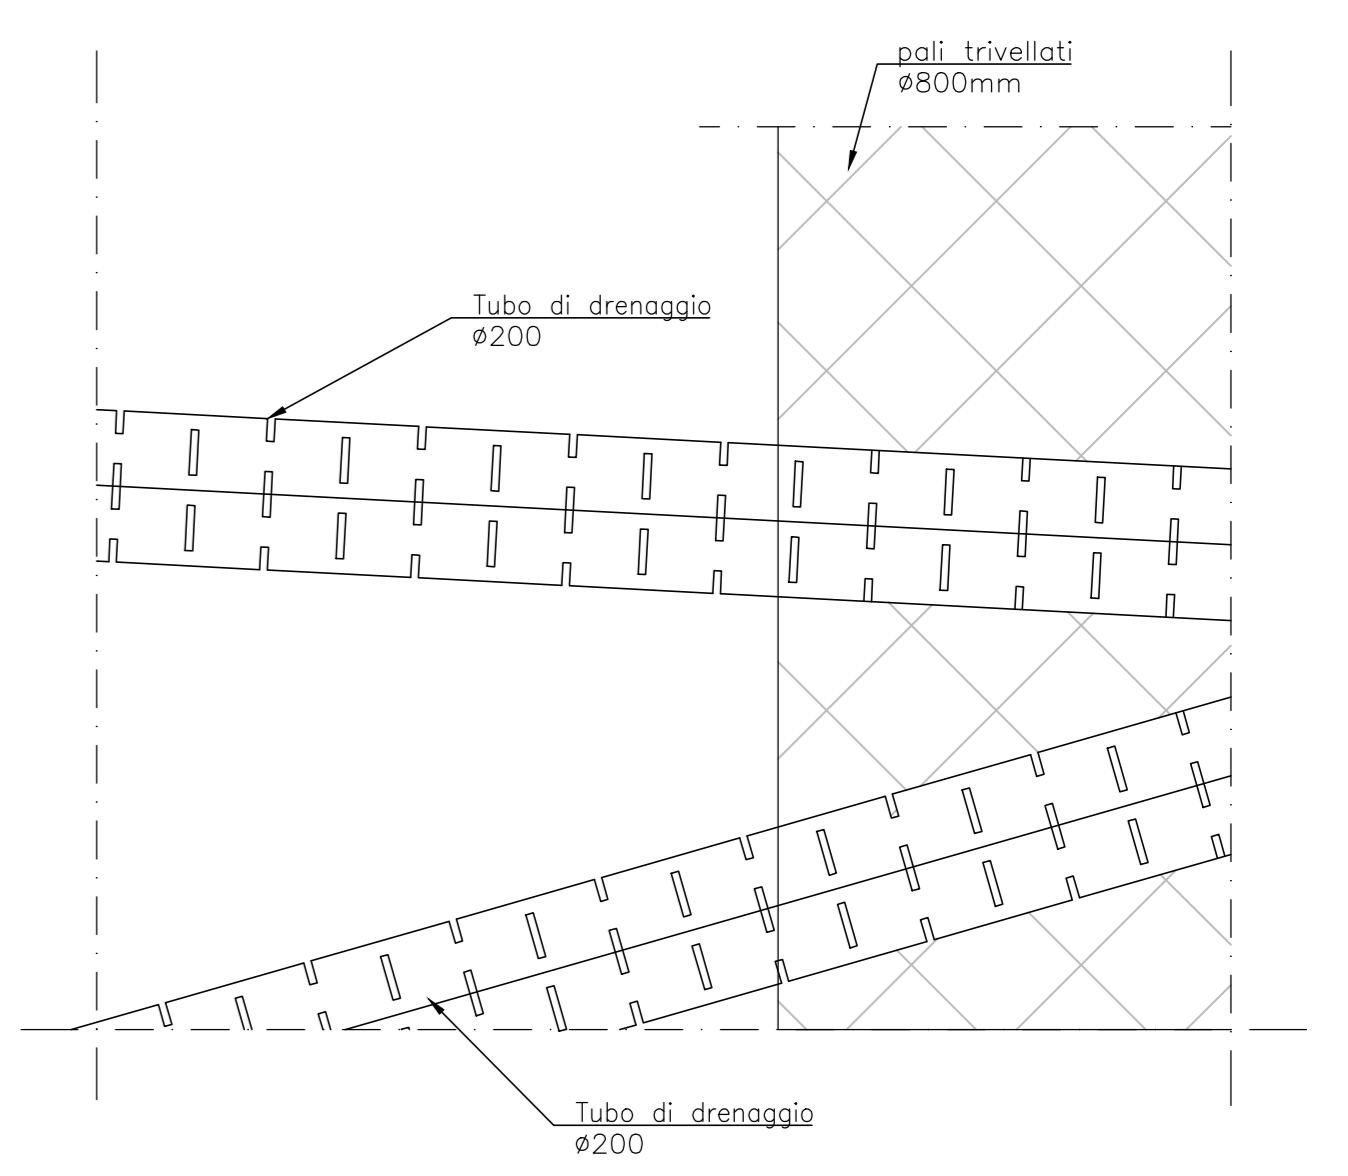 pali trivellati
ø800mm
Tubo di drenaggio
ø200
Tubo di drenaggio
ø200